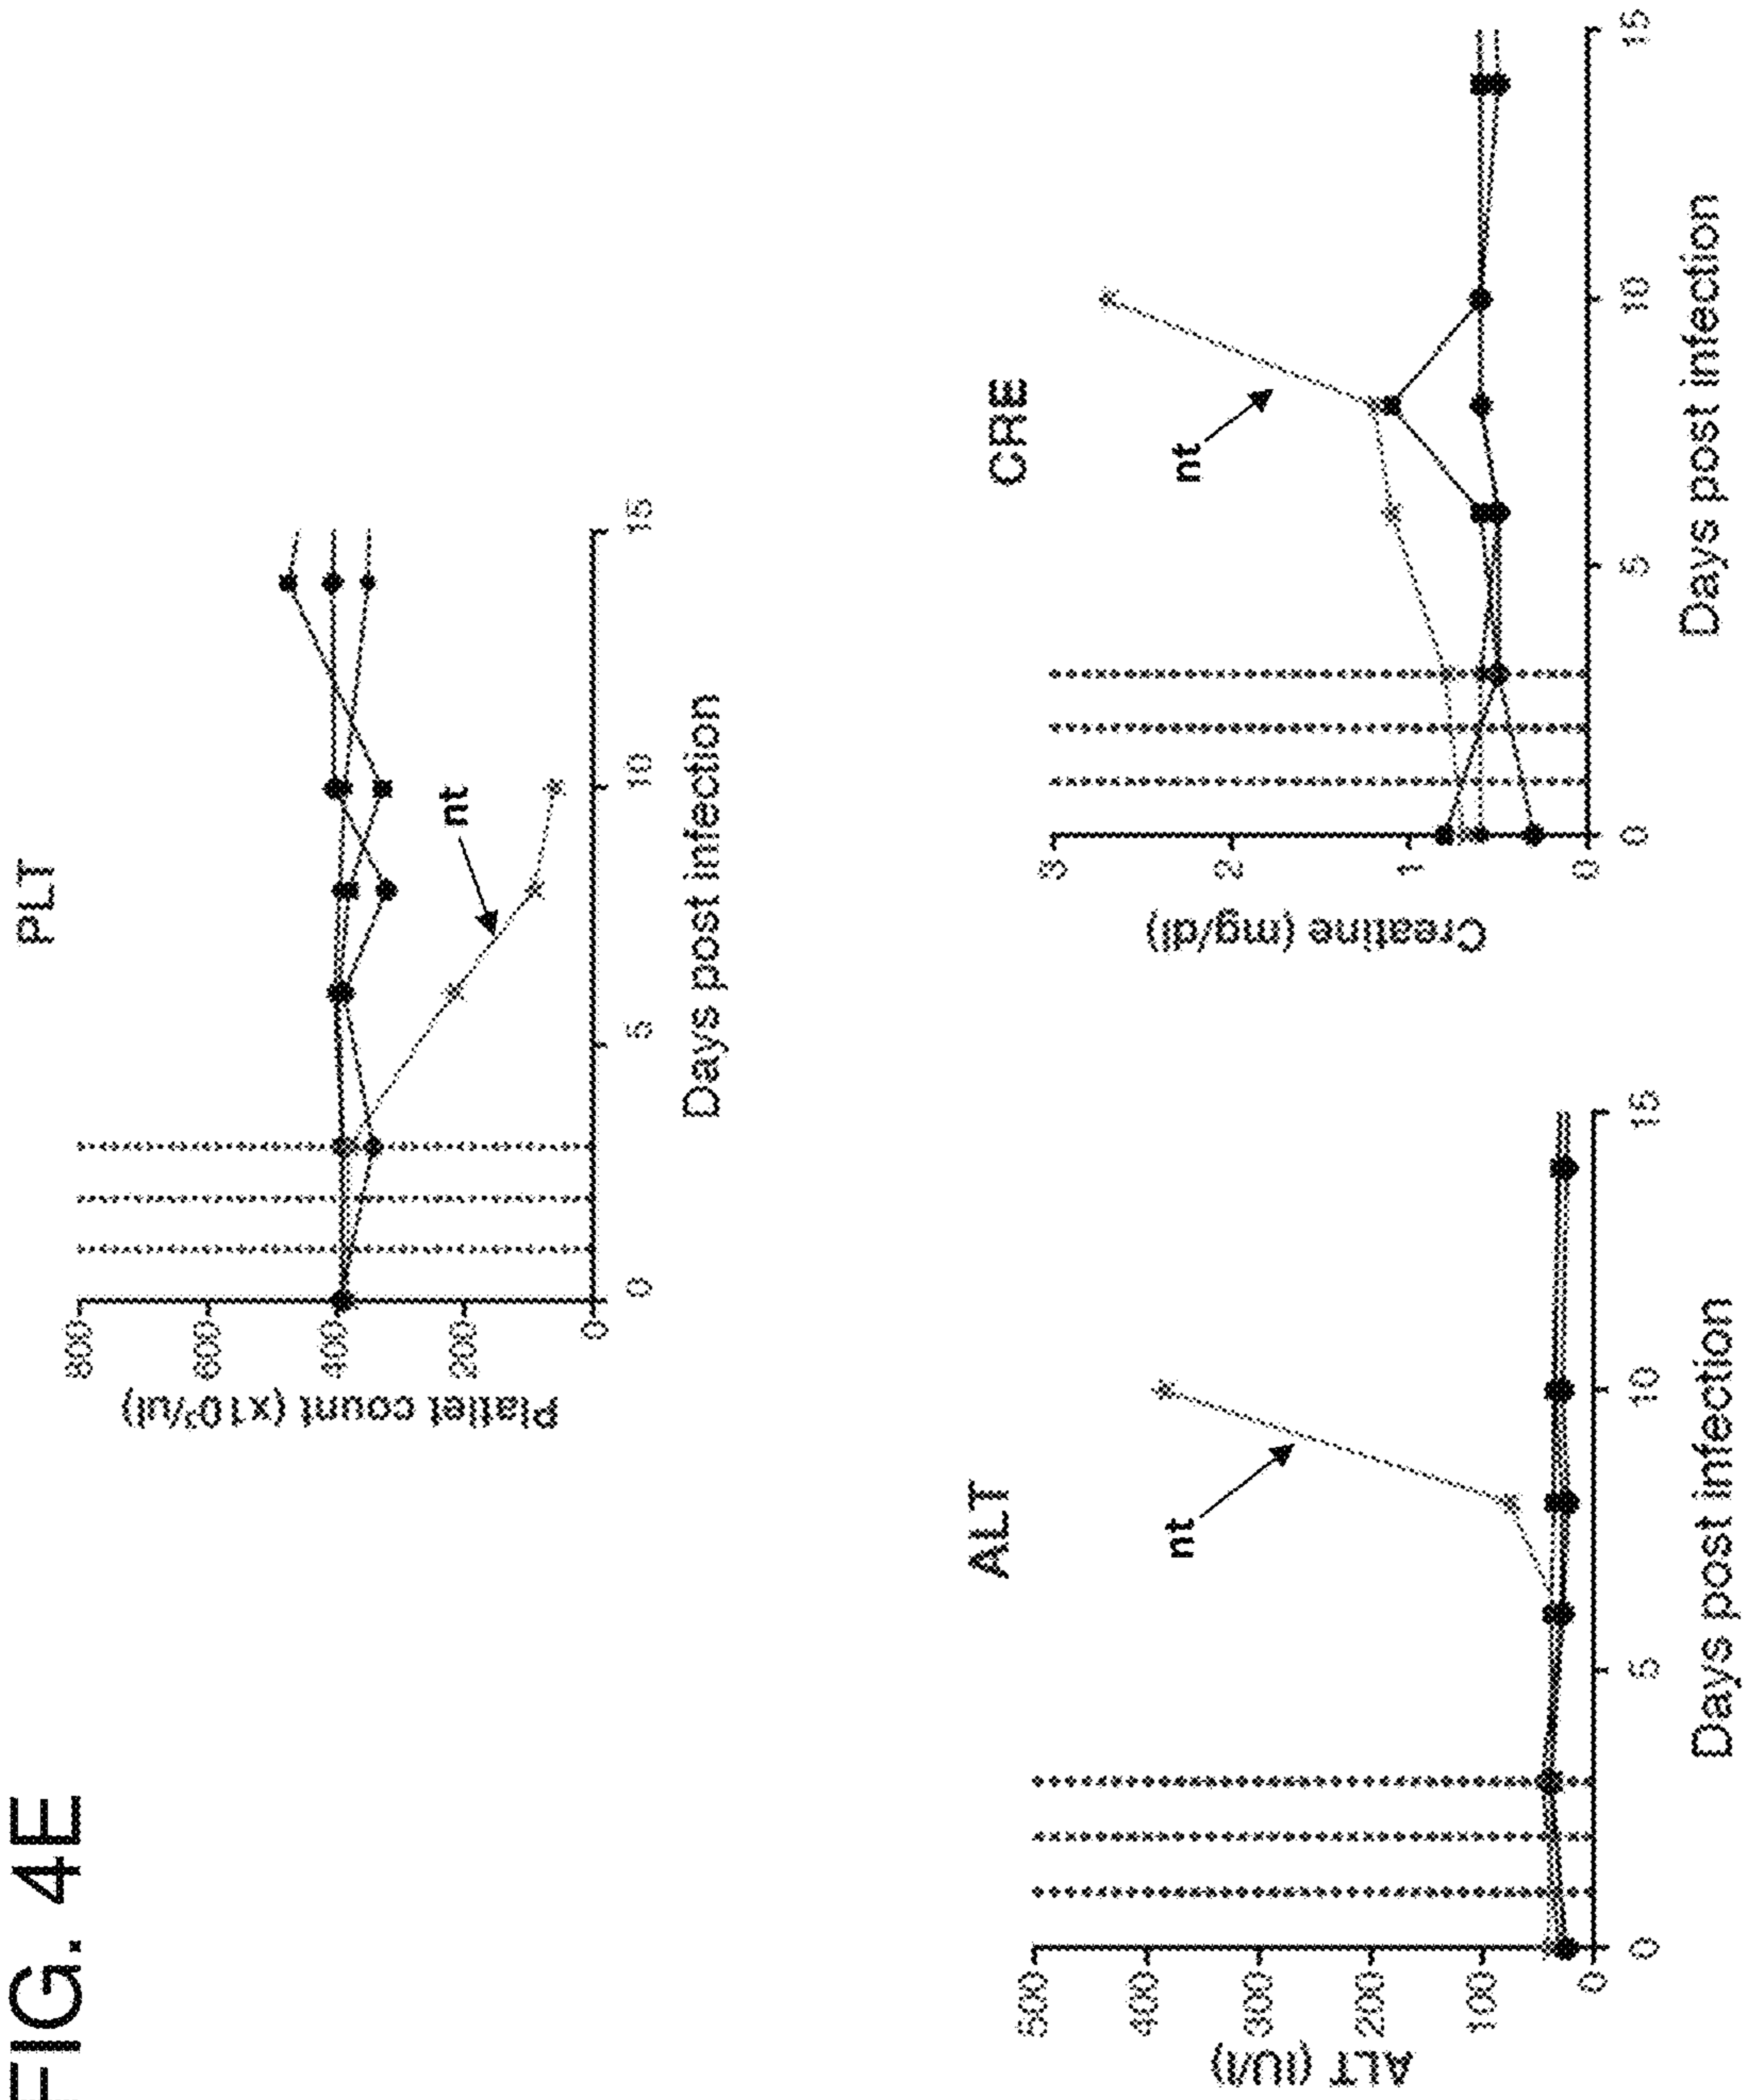 FIG. 4E
PLT
Platlet count (x10³/ul)
800
600
400
200
0
nt
0
5
10
15
Days post infection
ALT
ALT (IU/l)
500
400
300
200
100
0
nt
0
5
10
15
Days post infection
CRE
Creatine (mg/dl)
3
2
1
0
nt
0
5
10
15
Days post infection